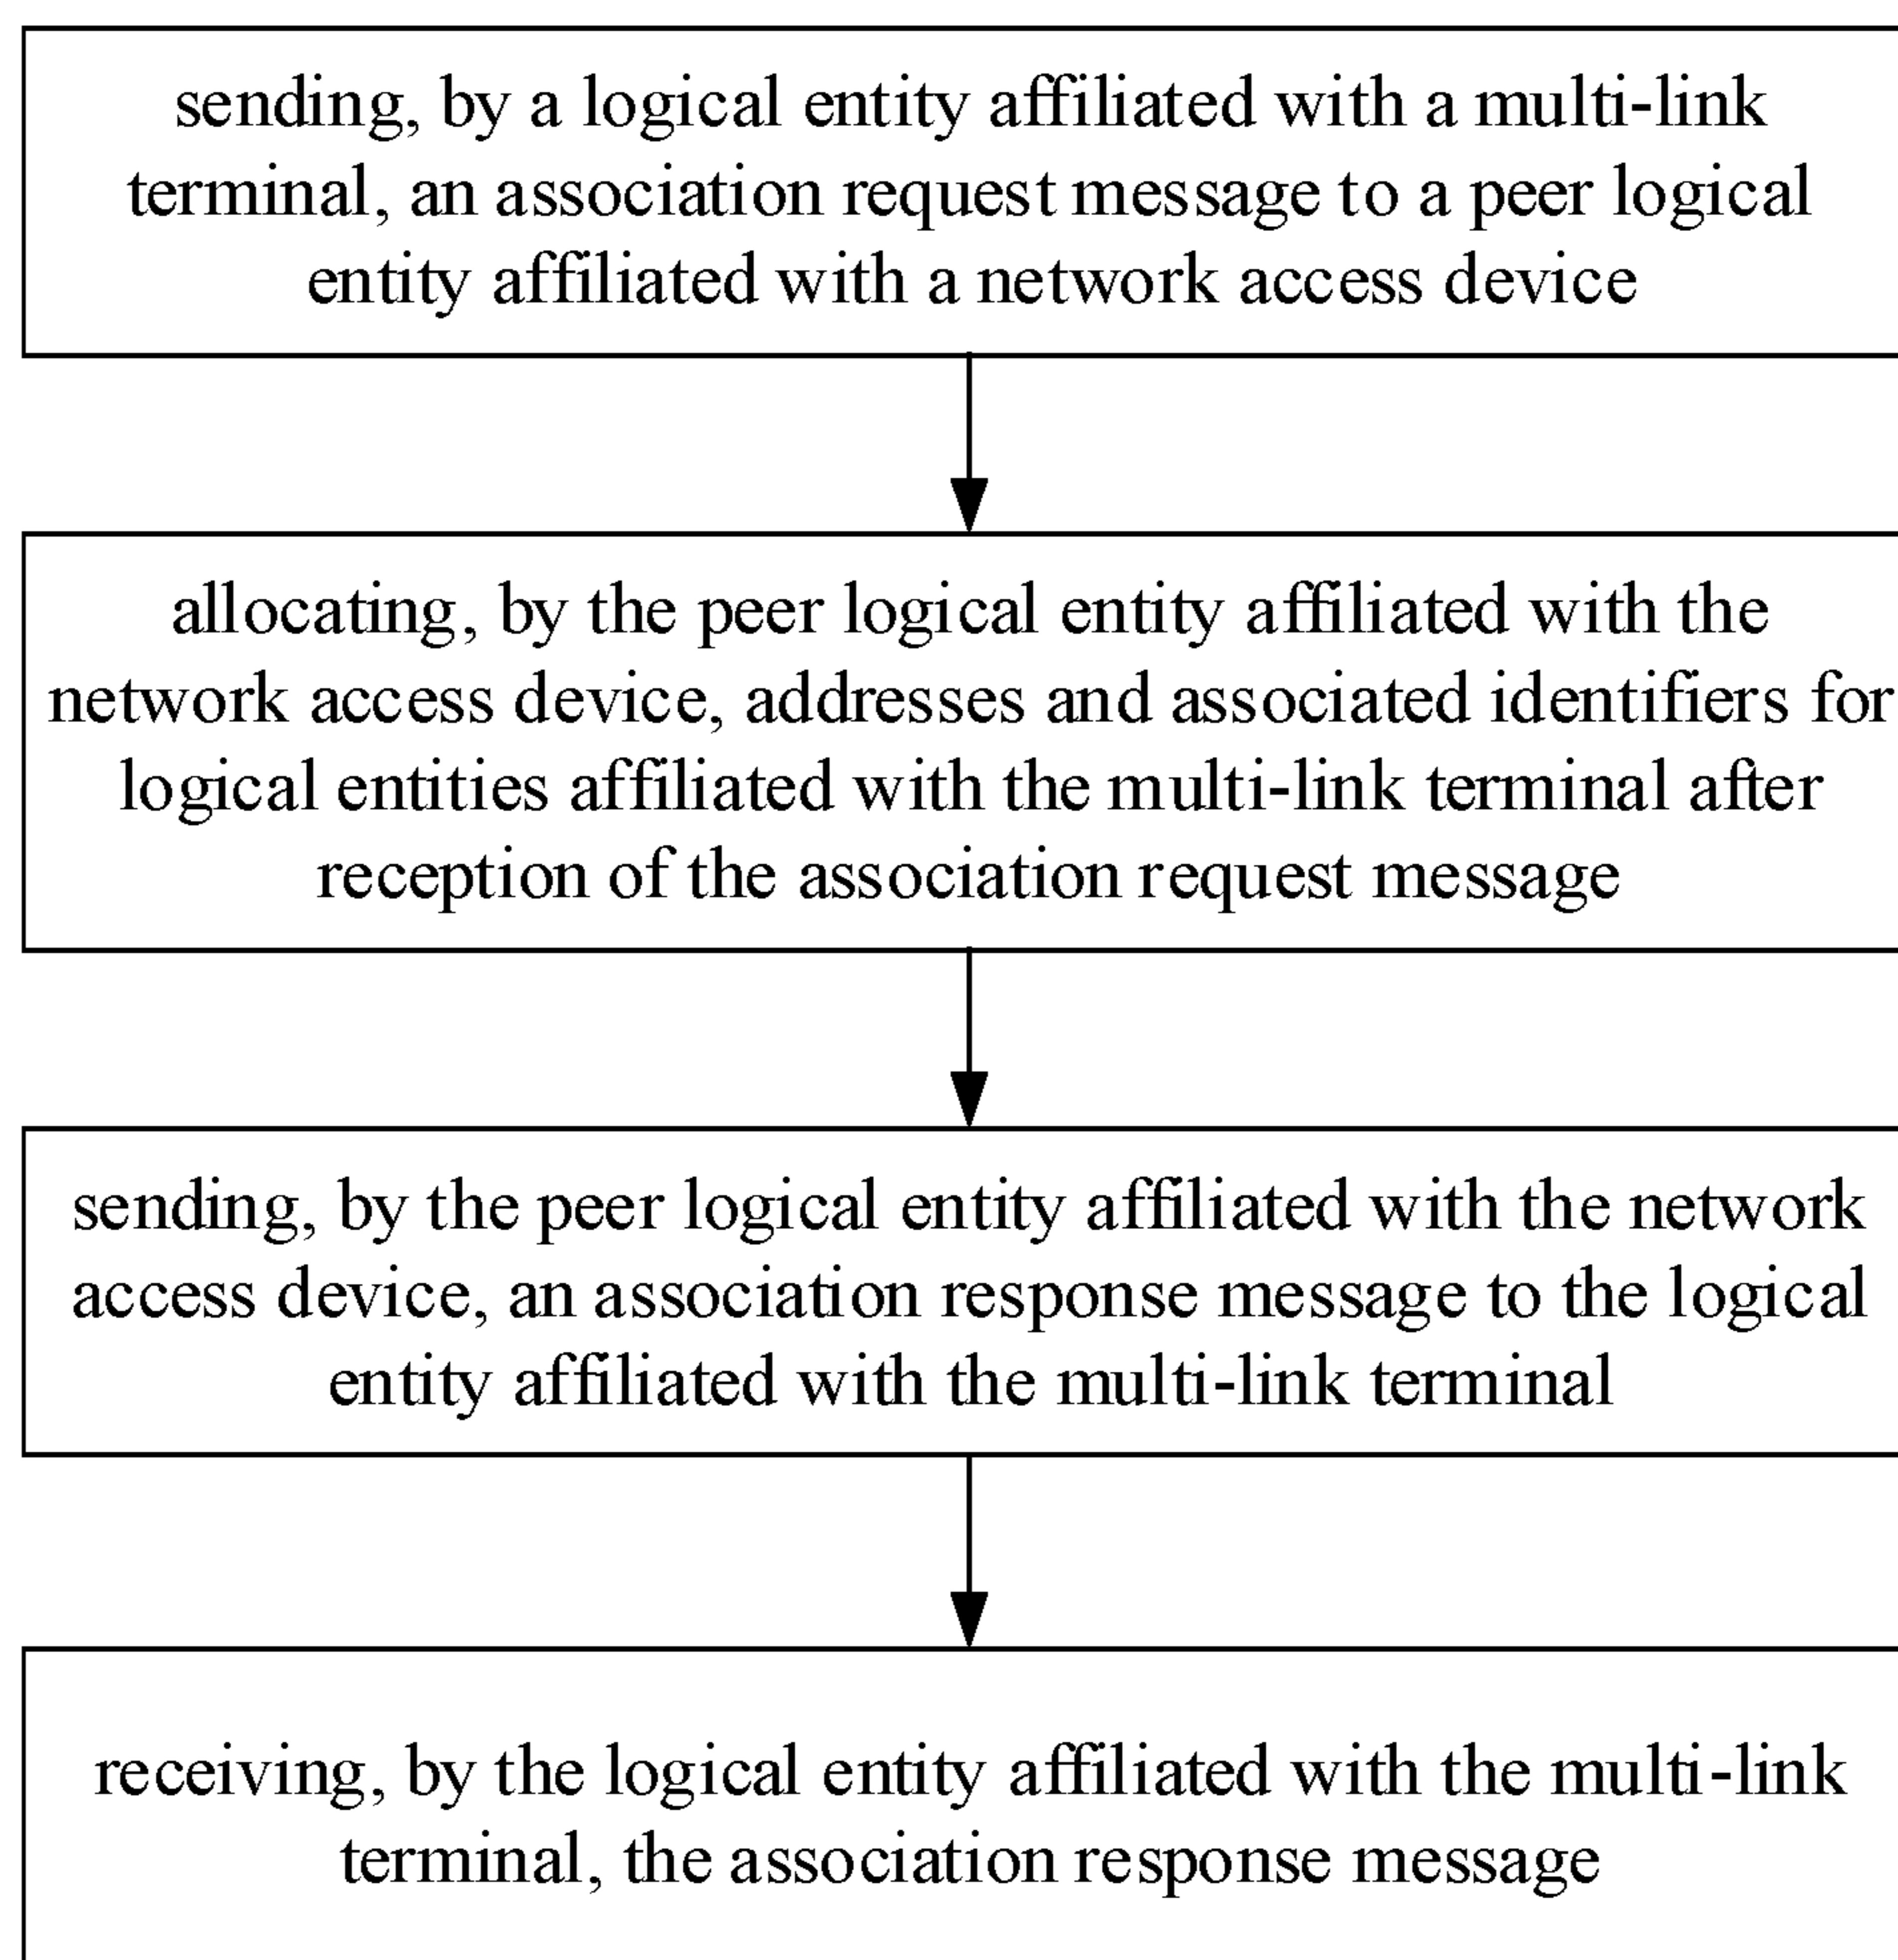 sending, by a logical entity affiliated with a multi-link
terminal, an association request message to a peer logical
entity affiliated with a network access device
allocating, by the peer logical entity affiliated with the
network access device, addresses and associated identifiers for
logical entities affiliated with the multi-link terminal after
reception of the association request message
sending, by the peer logical entity affiliated with the network
access device, an association response message to the logical
entity affiliated with the multi-link terminal
receiving, by the logical entity affiliated with the multi-link
terminal, the association response message